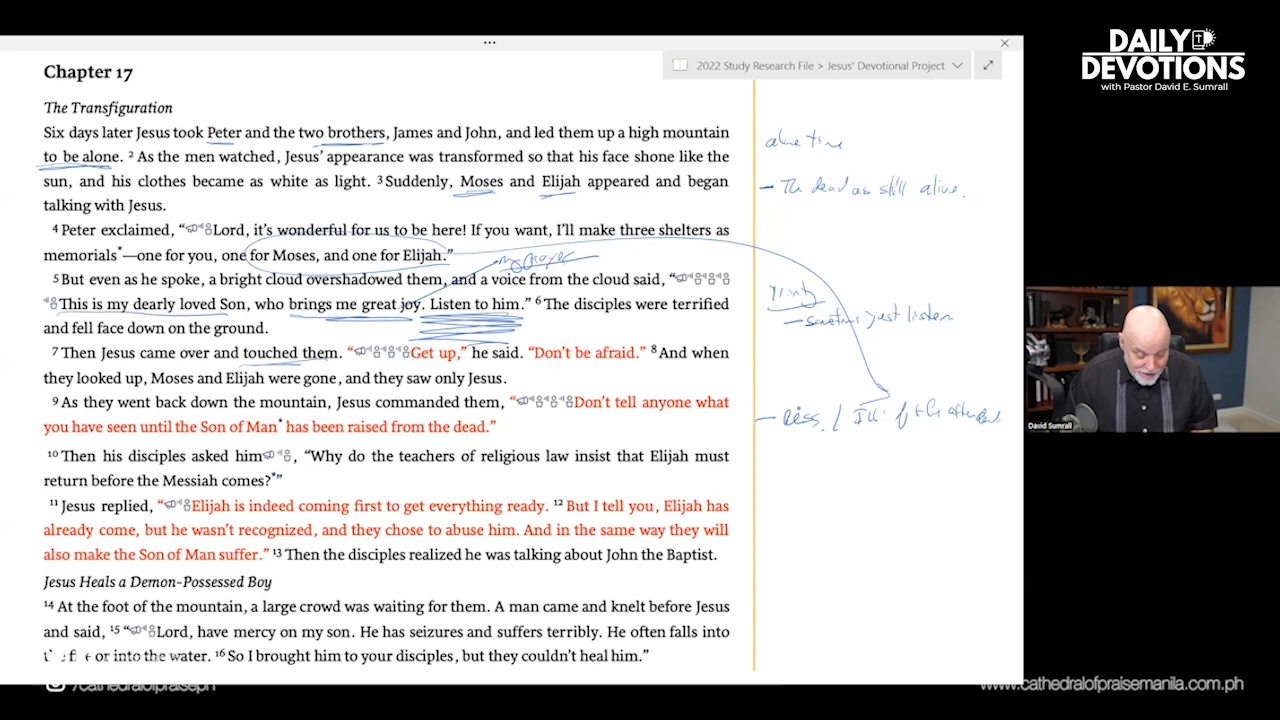 DAILY
DEVOTIONS
with Pastor David E. Sumrall
Chapter 17
2022 Study Research File > Jesus' Devotional Project
The Transfiguration
Six days later Jesus took Peter and the two brothers, James and John, and led them up a high mountain
to be alone. ² As the men watched, Jesus’ appearance was transformed so that his face shone like the
sun, and his clothes became as white as light. ³ Suddenly, Moses and Elijah appeared and began
talking with Jesus.
⁴ Peter exclaimed, “Lord, it’s wonderful for us to be here! If you want, I’ll make three shelters as
memorials*—one for you, one for Moses, and one for Elijah.”
my prayer
⁵ But even as he spoke, a bright cloud overshadowed them, and a voice from the cloud said, “
This is my dearly loved Son, who brings me great joy. Listen to him.” ⁶ The disciples were terrified
and fell face down on the ground.
⁷ Then Jesus came over and touched them. “Get up,” he said. “Don’t be afraid.” ⁸ And when
they looked up, Moses and Elijah were gone, and they saw only Jesus.
⁹ As they went back down the mountain, Jesus commanded them, “Don’t tell anyone what
you have seen until the Son of Man* has been raised from the dead.”
¹⁰ Then his disciples asked him, “Why do the teachers of religious law insist that Elijah must
return before the Messiah comes?*”
¹¹ Jesus replied, “Elijah is indeed coming first to get everything ready. ¹² But I tell you, Elijah has
already come, but he wasn’t recognized, and they chose to abuse him. And in the same way they will
also make the Son of Man suffer.” ¹³ Then the disciples realized he was talking about John the Baptist.
Jesus Heals a Demon-Possessed Boy
¹⁴ At the foot of the mountain, a large crowd was waiting for them. A man came and knelt before Jesus
and said, ¹⁵ “Lord, have mercy on my son. He has seizures and suffers terribly. He often falls into
or into the water. ¹⁶ So I brought him to your disciples, but they couldn’t heal him.”
alone time
– The dead as still alive.
– sometimes just listen
David Sumrall
/cathedralofpraiseph
www.cathedralofpraisemanila.com.ph